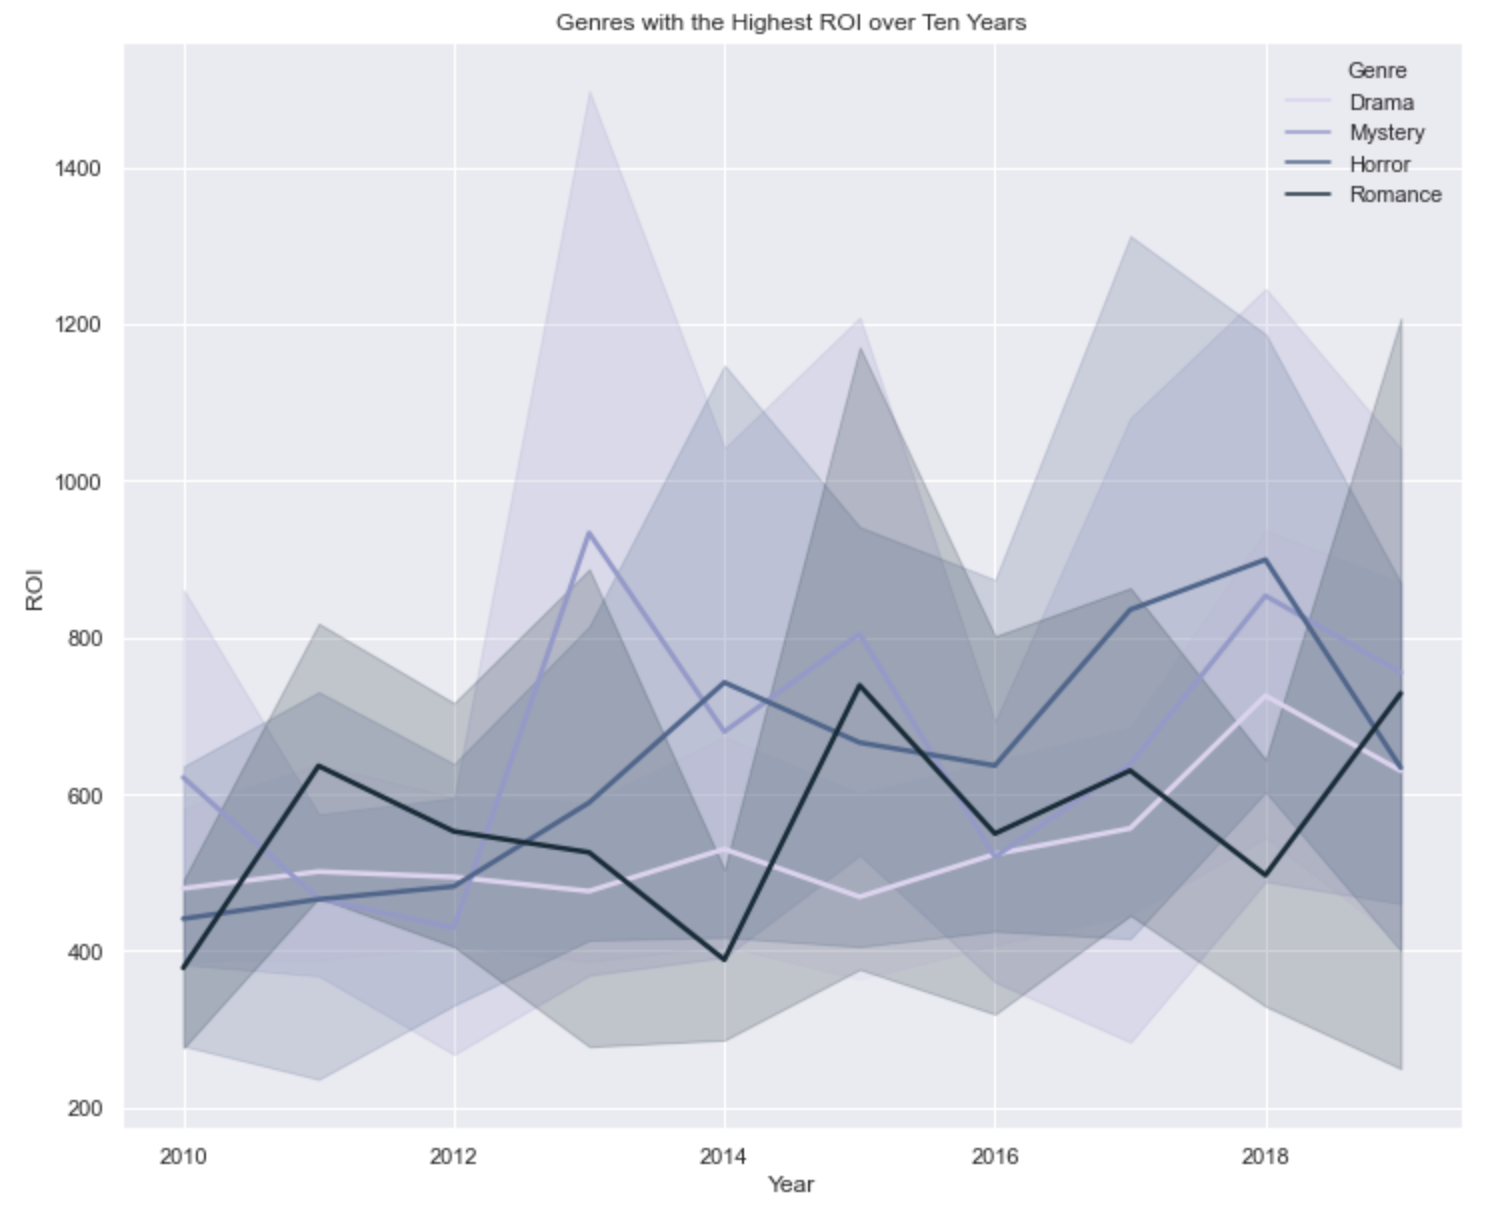 Genres with the Highest ROI over Ten Years
Genre
Drama
Mystery
Horror
Romance
1400
1200
1000
800
600
400
200
ROI
2010 2012 2014 2016 2018
Year